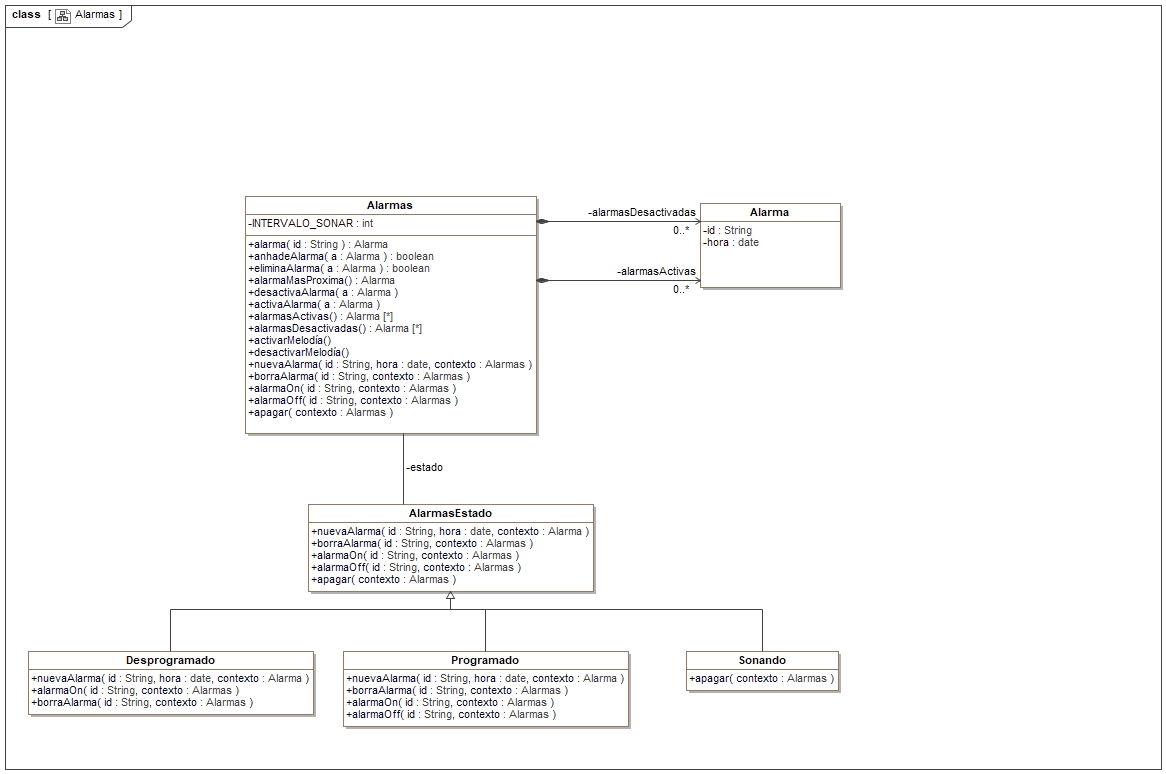 class [ Alarmas ]
Alarmas
-INTERVALO_SONAR : int
+alarma( id : String ) : Alarma
+anhadeAlarma( a : Alarma ) : boolean
+eliminaAlarma( a : Alarma ) : boolean
+alarmaMasProxima() : Alarma
+desactivaAlarma( a : Alarma )
+activaAlarma( a : Alarma )
+alarmasActivas() : Alarma [*]
+alarmasDesactivadas() : Alarma [*]
+activarMelodía()
+desactivarMelodía()
+nuevaAlarma( id : String, hora : date, contexto : Alarmas )
+borraAlarma( id : String, contexto : Alarmas )
+alarmaOn( id : String, contexto : Alarmas )
+alarmaOff( id : String, contexto : Alarmas )
+apagar( contexto : Alarmas )
-alarmasDesactivadas
0..*
-alarmasActivas
0..*
Alarma
-id : String
-hora : date
-estado
AlarmasEstado
+nuevaAlarma( id : String, hora : date, contexto : Alarma )
+borraAlarma( id : String, contexto : Alarmas )
+alarmaOn( id : String, contexto : Alarmas )
+alarmaOff( id : String, contexto : Alarmas )
+apagar( contexto : Alarmas )
Desprogramado
+nuevaAlarma( id : String, hora : date, contexto : Alarma )
+alarmaOn( id : String, contexto : Alarmas )
+borraAlarma( id : String, contexto : Alarmas )
Programado
+nuevaAlarma( id : String, hora : date, contexto : Alarma )
+borraAlarma( id : String, contexto : Alarmas )
+alarmaOn( id : String, contexto : Alarmas )
+alarmaOff( id : String, contexto : Alarmas )
Sonando
+apagar( contexto : Alarmas )